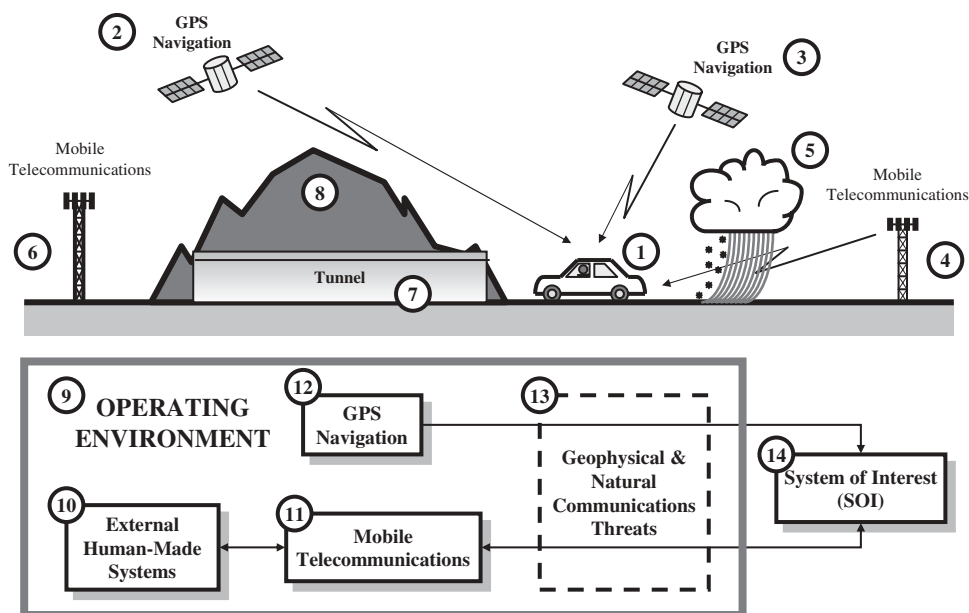 2
GPS
Navigation
GPS
Navigation
3
Mobile
Telecommunications
8
5
Mobile
Telecommunications
6
1
4
Tunnel
7
9
OPERATING
ENVIRONMENT
12
GPS
Navigation
13
Geophysical &
Natural
Communications
Threats
14
System of Interest
(SOI)
10
External
Human-Made
Systems
11
Mobile
Telecommunications